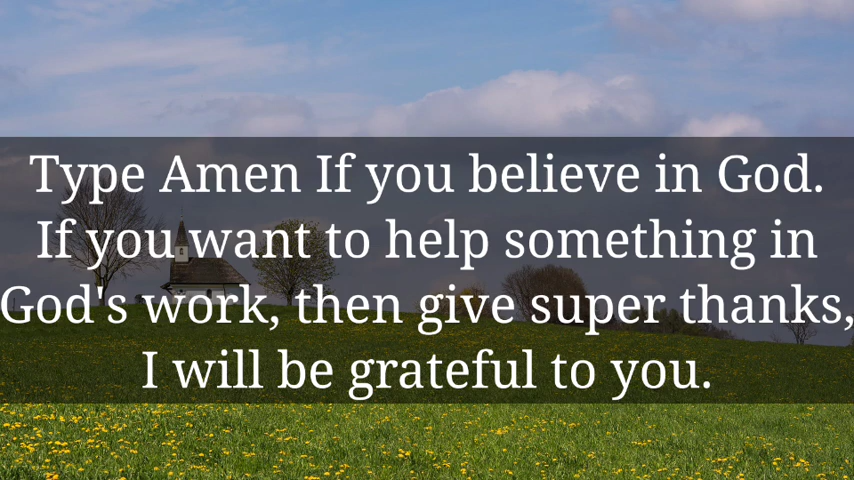 Type Amen If you believe in God.
If you want to help something in
God's work, then give super thanks,
I will be grateful to you.